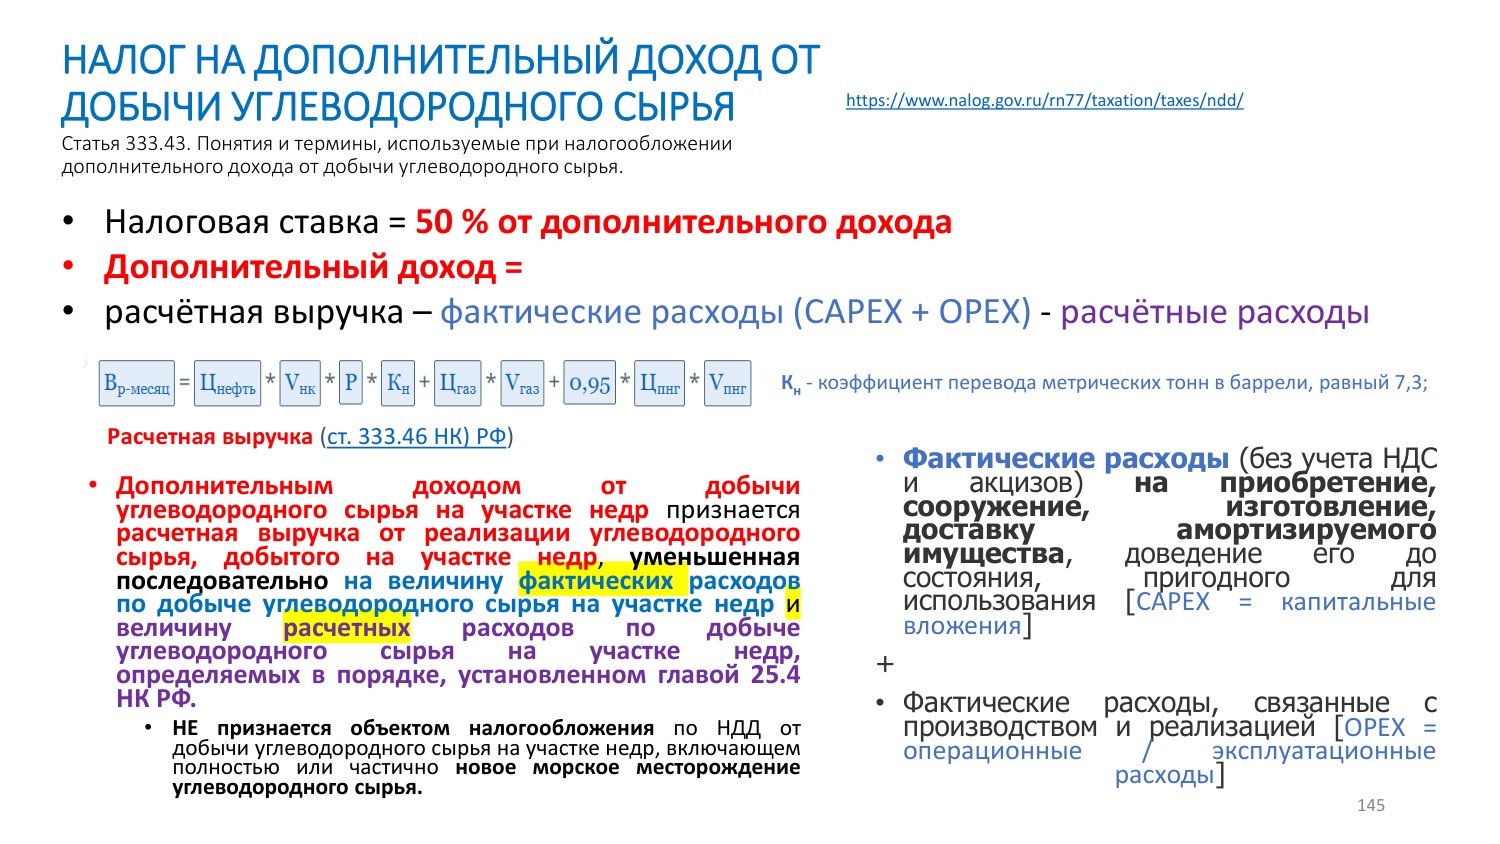 НАЛОГ НА ДОПОЛНИТЕЛЬНЫЙ ДОХОД ОТ
ДОБЫЧИ УГЛЕВОДОРОДНОГО СЫРЬЯ
https://www.nalog.gov.ru/rn77/taxation/taxes/ndd/
Статья 333.43. Понятия и термины, используемые при налогообложении
дополнительного дохода от добычи углеводородного сырья.
• Налоговая ставка = 50 % от дополнительного дохода
• Дополнительный доход =
• расчётная выручка – фактические расходы (CAPEX + OPEX) - расчётные расходы
Вр-месяц = Цнефть * Vнк * Р * Кн + Цгаз * Vгаз + 0,95 * Цпнг * Vпнг
Кн - коэффициент перевода метрических тонн в баррели, равный 7,3;
Расчетная выручка (ст. 333.46 НК) РФ)
• Дополнительным доходом от добычи
углеводородного сырья на участке недр признается
расчетная выручка от реализации углеводородного
сырья, добытого на участке недр, уменьшенная
последовательно на величину фактических расходов
по добыче углеводородного сырья на участке недр и
величину расчетных расходов по добыче
углеводородного сырья на участке недр,
определяемых в порядке, установленном главой 25.4
НК РФ.
• НЕ признается объектом налогообложения по НДД от
добычи углеводородного сырья на участке недр, включающем
полностью или частично новое морское месторождение
углеводородного сырья.
• Фактические расходы (без учета НДС
и акцизов) на приобретение,
сооружение, изготовление,
доставку амортизируемого
имущества, доведение его до
состояния, пригодного для
использования [CAPEX = капитальные
вложения]
+
• Фактические расходы, связанные с
производством и реализацией [OPEX =
операционные / эксплуатационные
расходы]
145